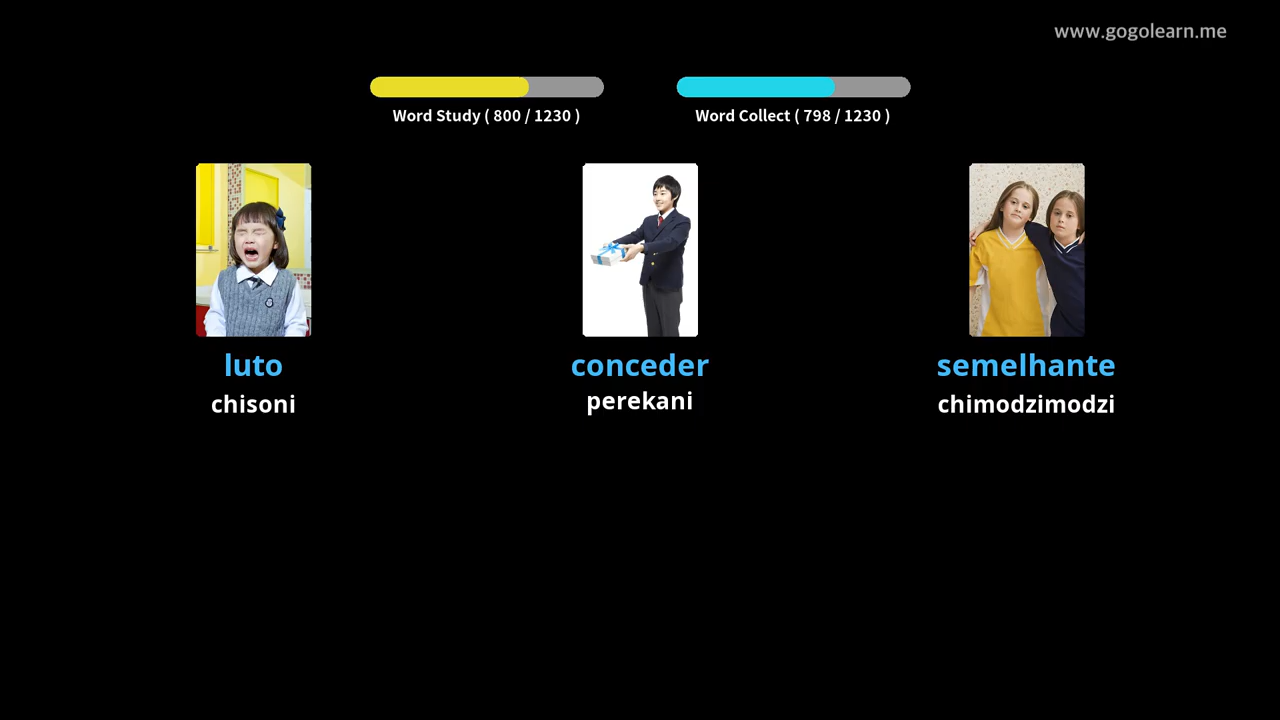 www.gogolearn.me
Word Study ( 800 / 1230 )
Word Collect ( 798 / 1230 )
luto
conceder
semelhante
chisoni
perekani
chimodzimodzi